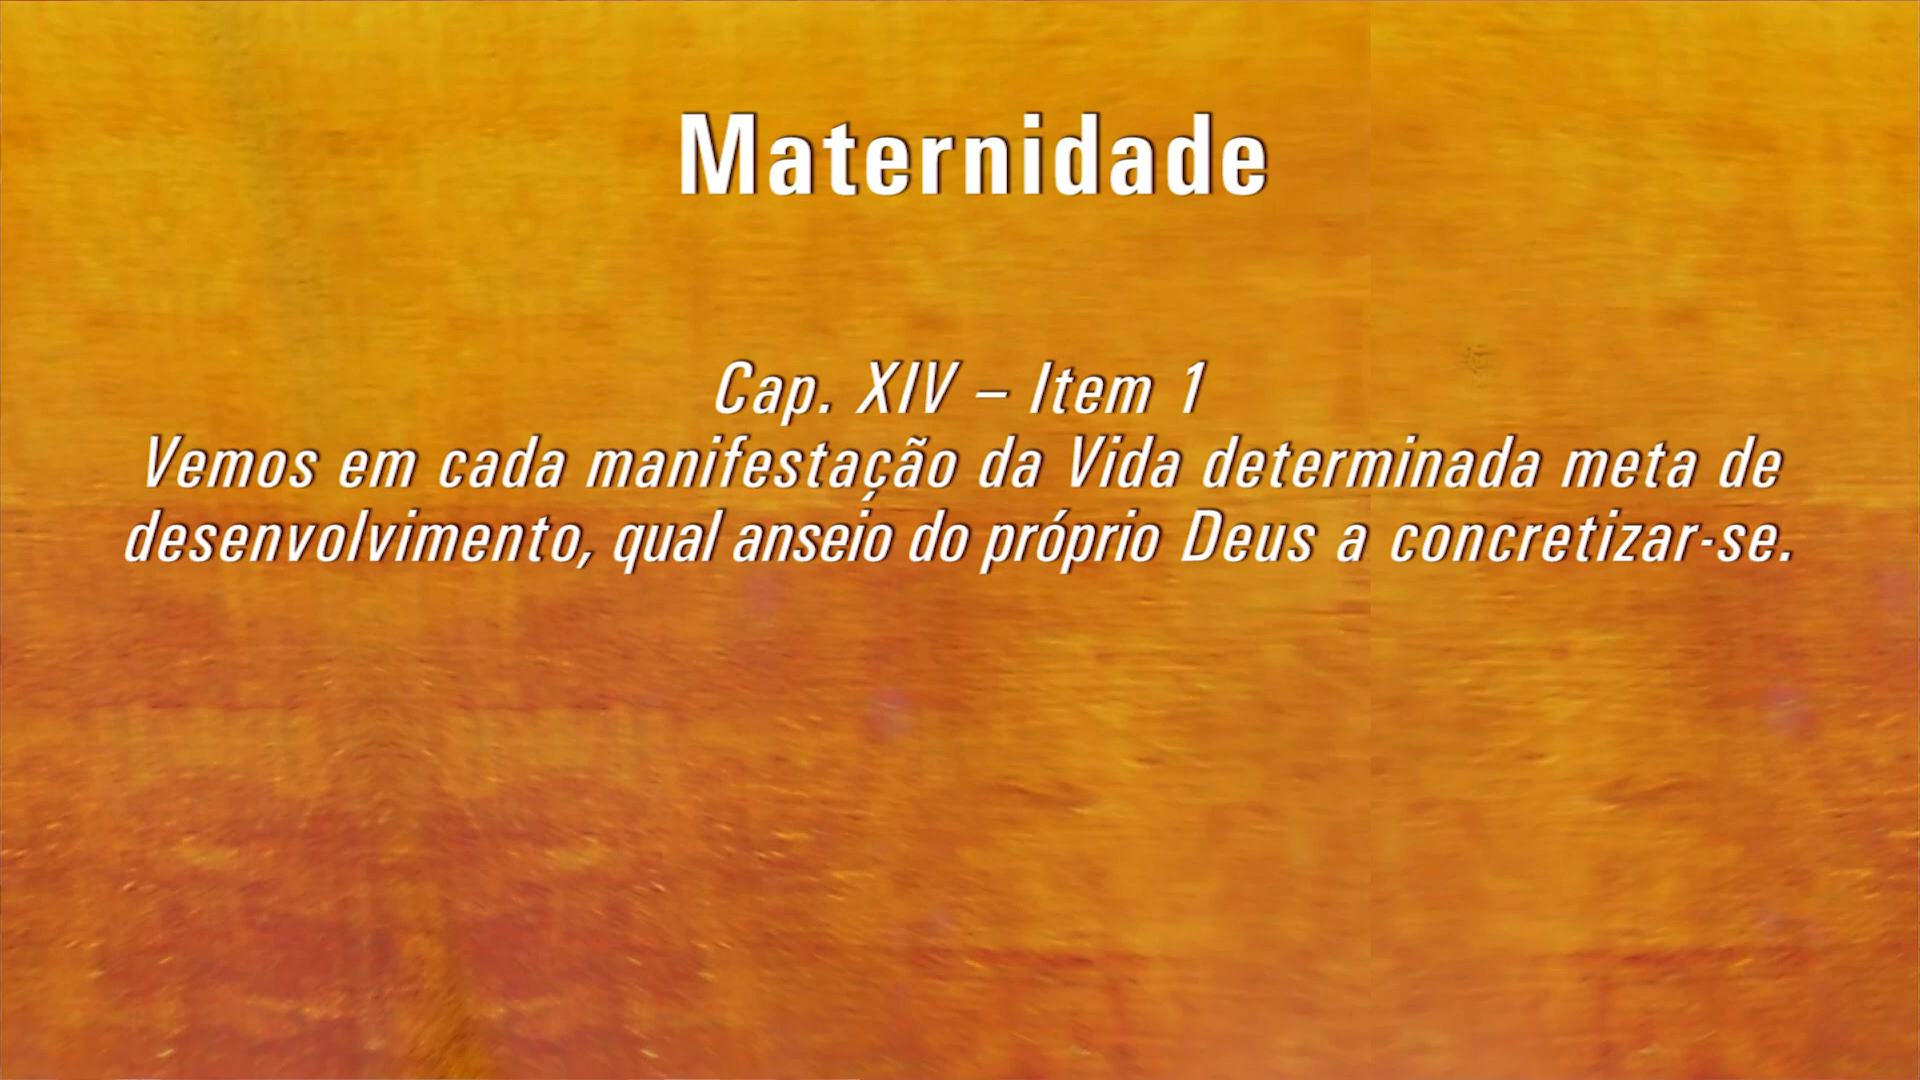 Maternidade
Cap. XIV – Item 1
Vemos em cada manifestação da Vida determinada meta de
desenvolvimento, qual anseio do próprio Deus a concretizar-se.